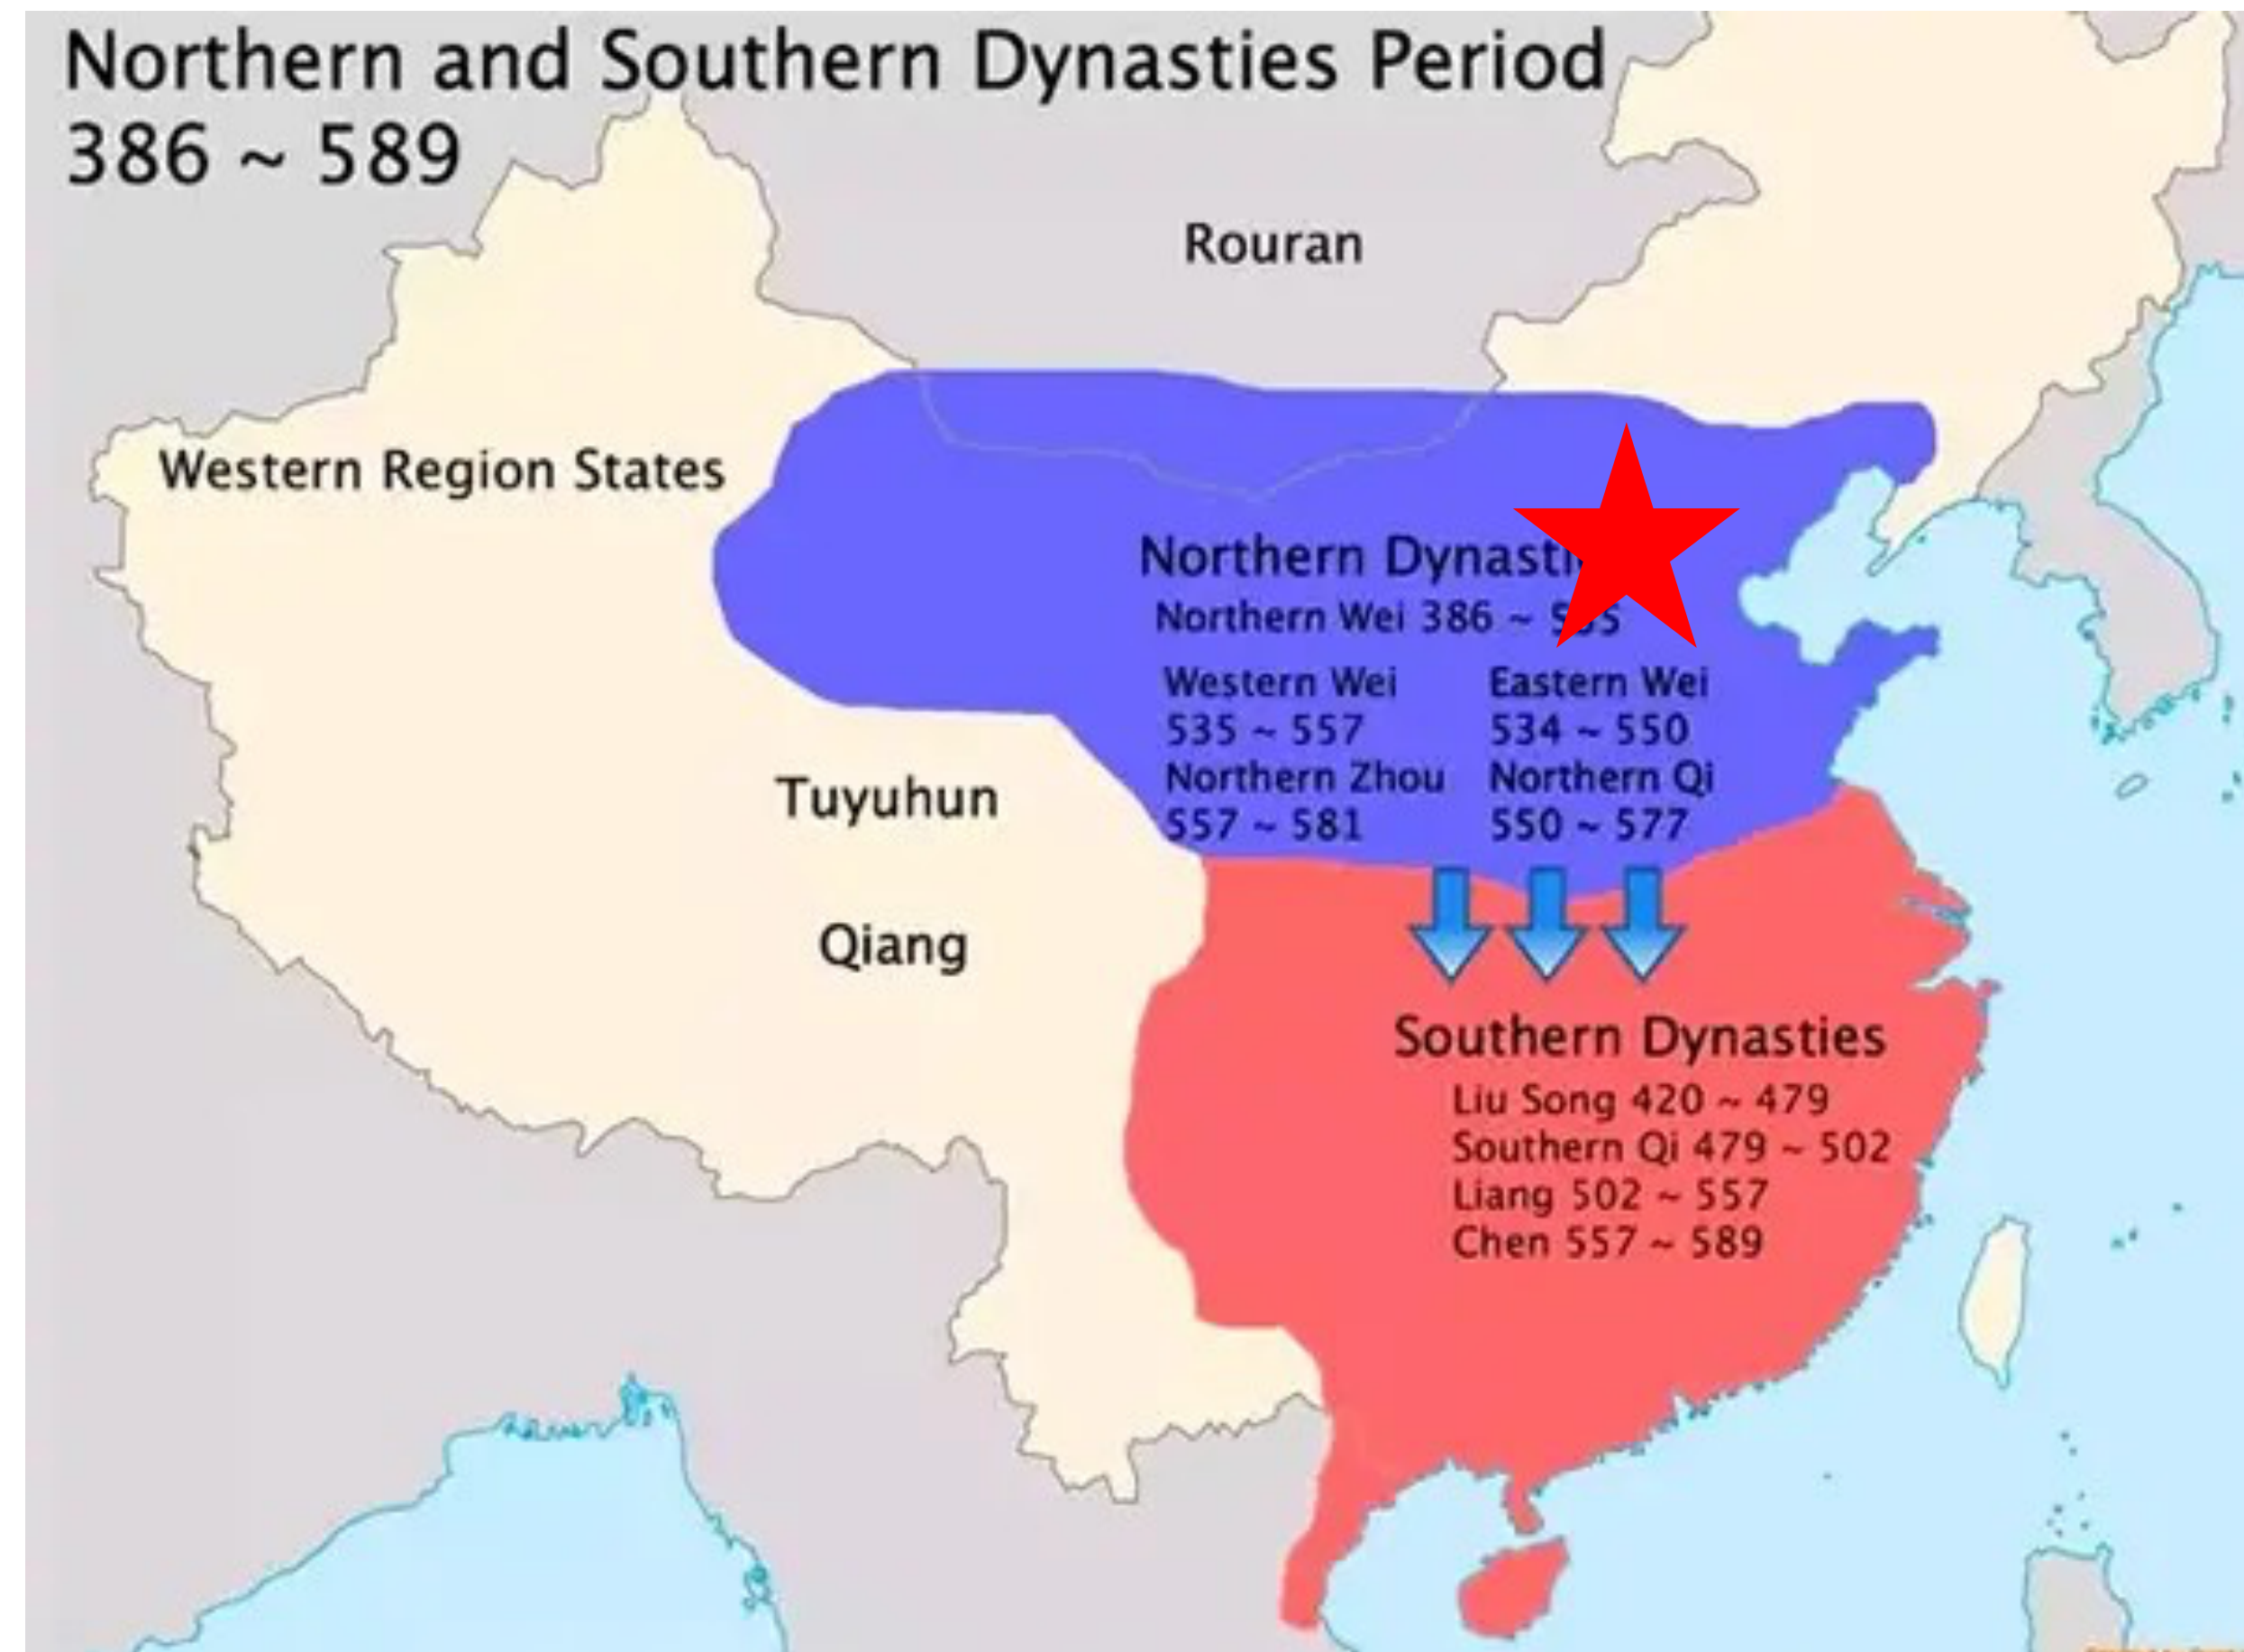 Northern and Southern Dynasties Period
386 ~ 589
Rouran
Western Region States
Northern
Northern Wei 386 ~
Western Wei
535 ~ 557
Northern Zhou
557 ~ 581
Eastern Wei
534 ~ 550
Northern Qi
550 ~ 577
Tuyuhun
Qiang
Southern Dynasties
Liu Song 420 ~ 479
Southern Qi 479 ~ 502
Liang 502 ~ 557
Chen 557 ~ 589